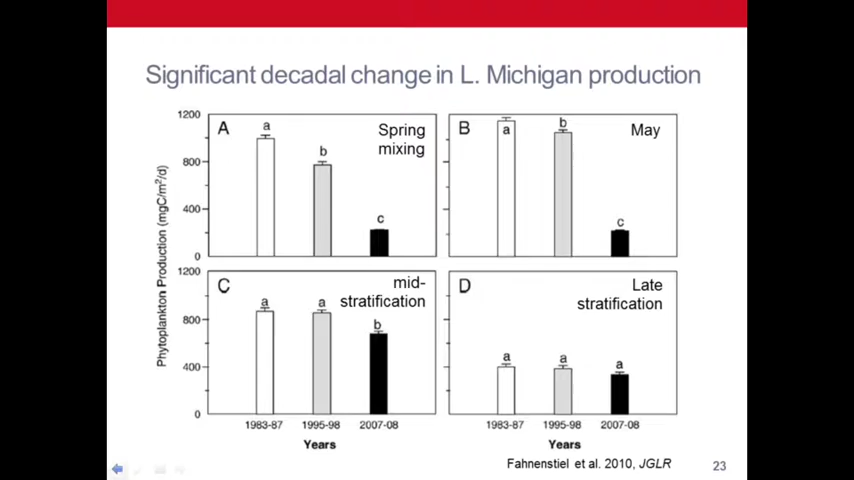 Significant decadal change in L. Michigan production
Phytoplankton Production (mgC/m²/d)
1200
800
400
0
A
Spring
mixing
a
b
c
B
May
a
b
c
1200
800
400
0
C
mid-
stratification
a
a
b
D
Late
stratification
a
a
a
1983-87 1995-98 2007-08
Years
1983-87 1995-98 2007-08
Years
Fahnenstiel et al. 2010, JGLR
23